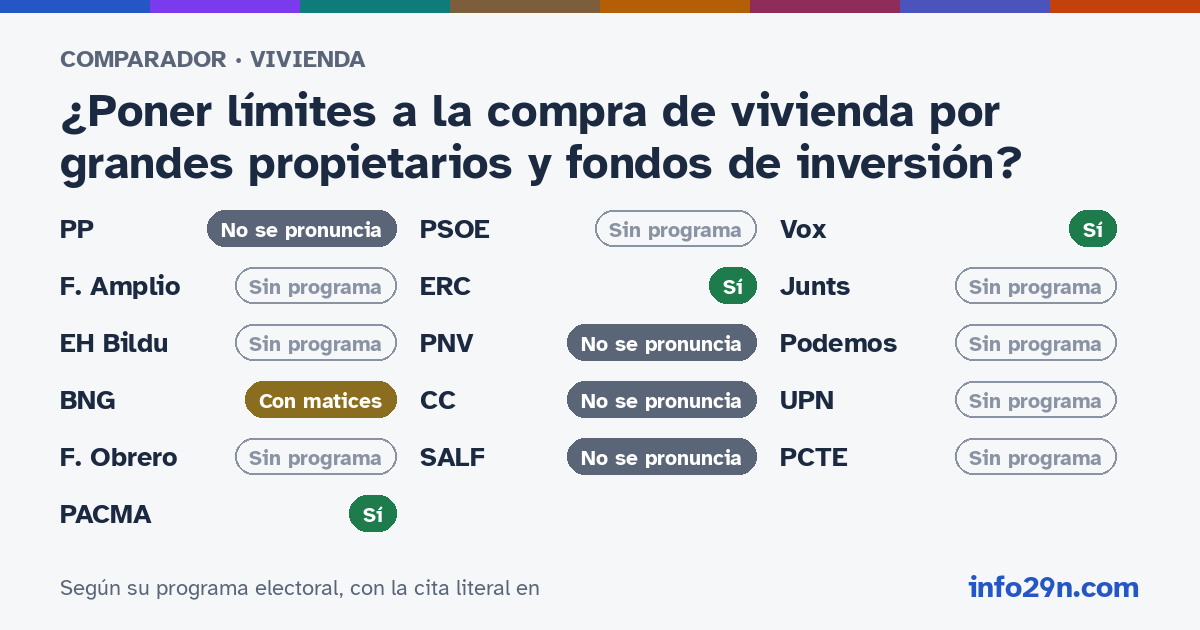 COMPARADOR · VIVIENDA
¿Poner límites a la compra de vivienda por
grandes propietarios y fondos de inversión?
PP No se pronuncia PSOE Sin programa Vox Sí
F. Amplio Sin programa ERC Sí Junts Sin programa
EH Bildu Sin programa PNV No se pronuncia Podemos Sin programa
BNG Con matices CC No se pronuncia UPN Sin programa
F. Obrero Sin programa SALF No se pronuncia PCTE Sin programa
PACMA Sí
Según su programa electoral, con la cita literal en info29n.com